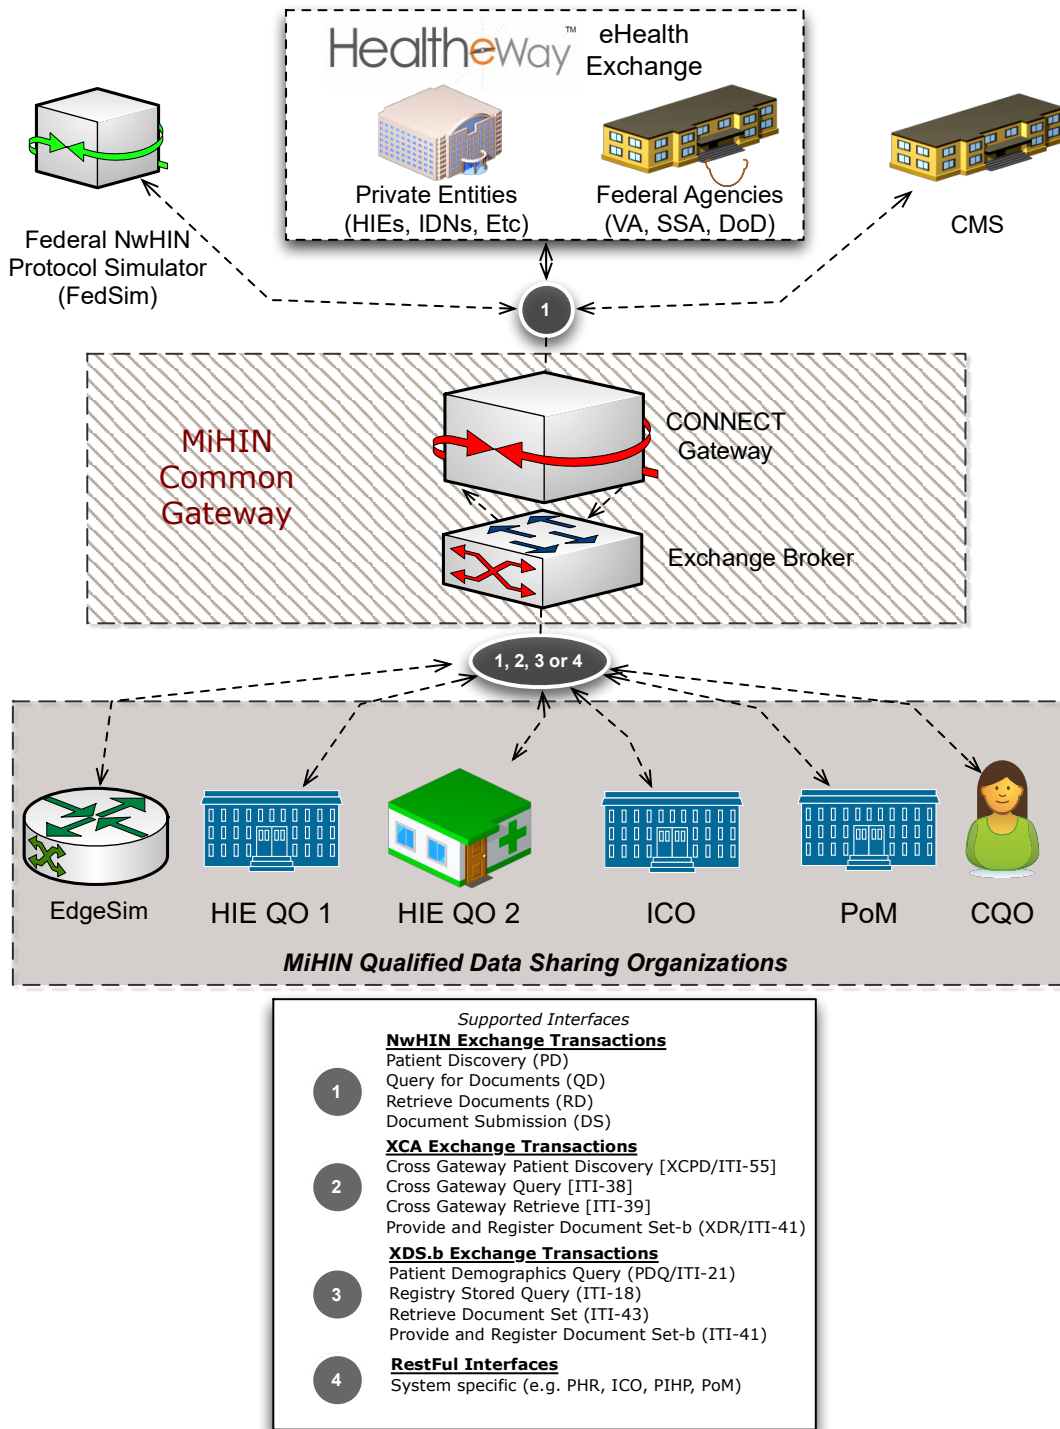 HealtheWay™
eHealth
Exchange
Private Entities
(HIEs, IDNs, Etc)
Federal Agencies
(VA, SSA, DoD)
CMS
Federal NwHIN
Protocol Simulator
(FedSim)
1
MiHIN
Common
Gateway
CONNECT
Gateway
Exchange Broker
1, 2, 3 or 4
EdgeSim
HIE QO 1
HIE QO 2
ICO
PoM
CQO
MiHIN Qualified Data Sharing Organizations
Supported Interfaces
1
NwHIN Exchange Transactions
Patient Discovery (PD)
Query for Documents (QD)
Retrieve Documents (RD)
Document Submission (DS)
2
XCA Exchange Transactions
Cross Gateway Patient Discovery [XCPD/ITI-55]
Cross Gateway Query [ITI-38]
Cross Gateway Retrieve [ITI-39]
Provide and Register Document Set-b (XDR/ITI-41)
3
XDS.b Exchange Transactions
Patient Demographics Query (PDQ/ITI-21)
Registry Stored Query (ITI-18)
Retrieve Document Set (ITI-43)
Provide and Register Document Set-b (ITI-41)
4
RestFul Interfaces
System specific (e.g. PHR, ICO, PIHP, PoM)